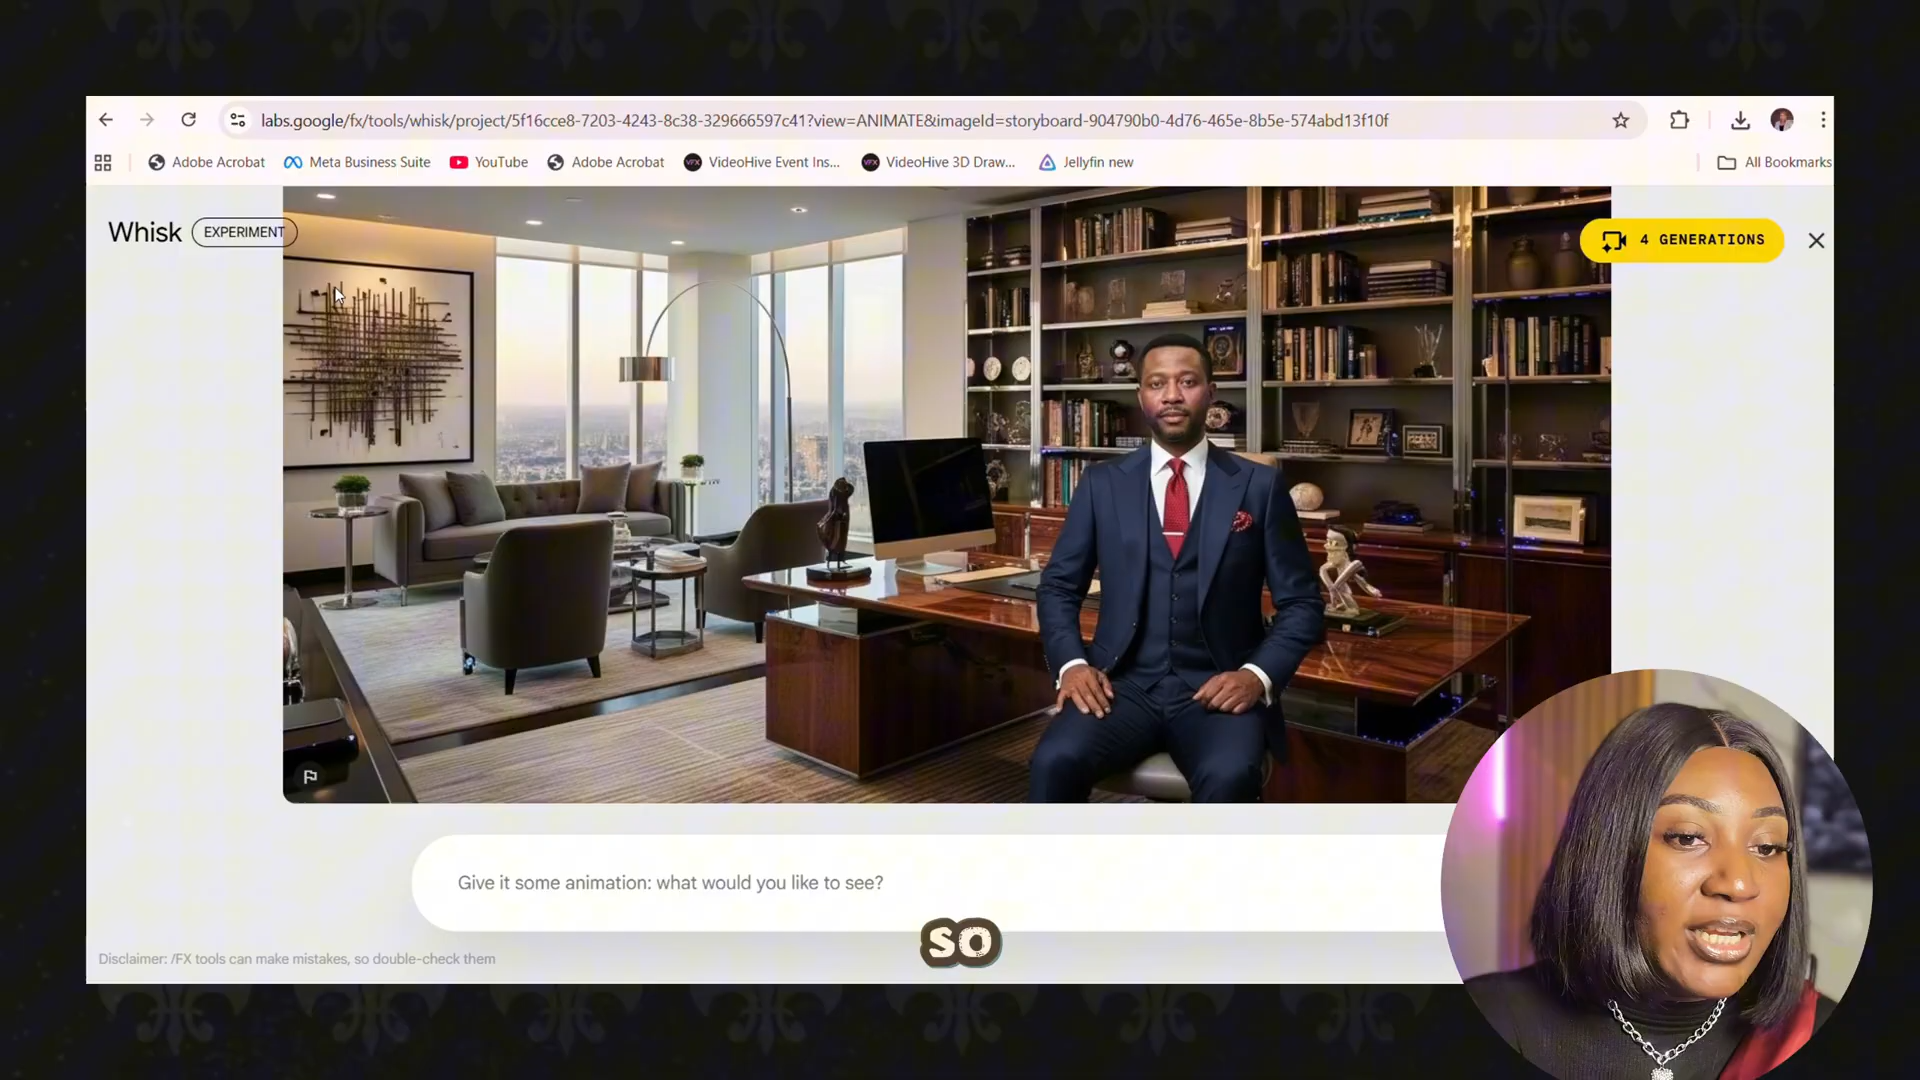 labs.google/fx/tools/whisk/project/5f16cce8-7203-4243-8c38-329666597c41?view=ANIMATE&imageId=storyboard-904790b0-4d76-465e-8b5e-574abd13f10f
Adobe Acrobat Meta Business Suite YouTube Adobe Acrobat VideoHive Event Ins... VideoHive 3D Draw... Jellyfin new All Bookmarks
Whisk EXPERIMENT 4 GENERATIONS
Give it some animation: what would you like to see?
SO
Disclaimer: /FX tools can make mistakes, so double-check them